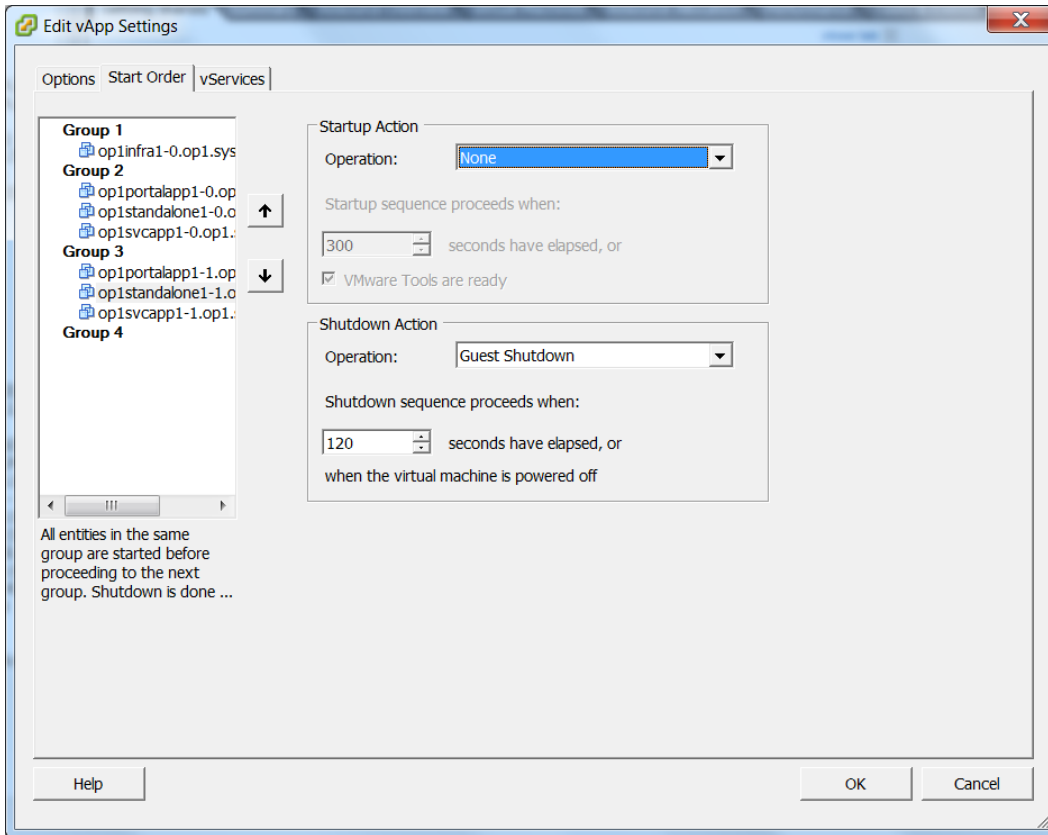 Edit vApp Settings
Options
Start Order
vServices
Group 1
op1infra1-0.op1.sys
Group 2
op1portalapp1-0.op
op1standalone1-0.o
op1svcapp1-0.op1.
Group 3
op1portalapp1-1.op
op1standalone1-1.o
op1svcapp1-1.op1.
Group 4
All entities in the same
group are started before
proceeding to the next
group. Shutdown is done ...
Startup Action
Operation:
None
Startup sequence proceeds when:
300 seconds have elapsed, or
VMware Tools are ready
Shutdown Action
Operation:
Guest Shutdown
Shutdown sequence proceeds when:
120 seconds have elapsed, or
when the virtual machine is powered off
Help
OK
Cancel